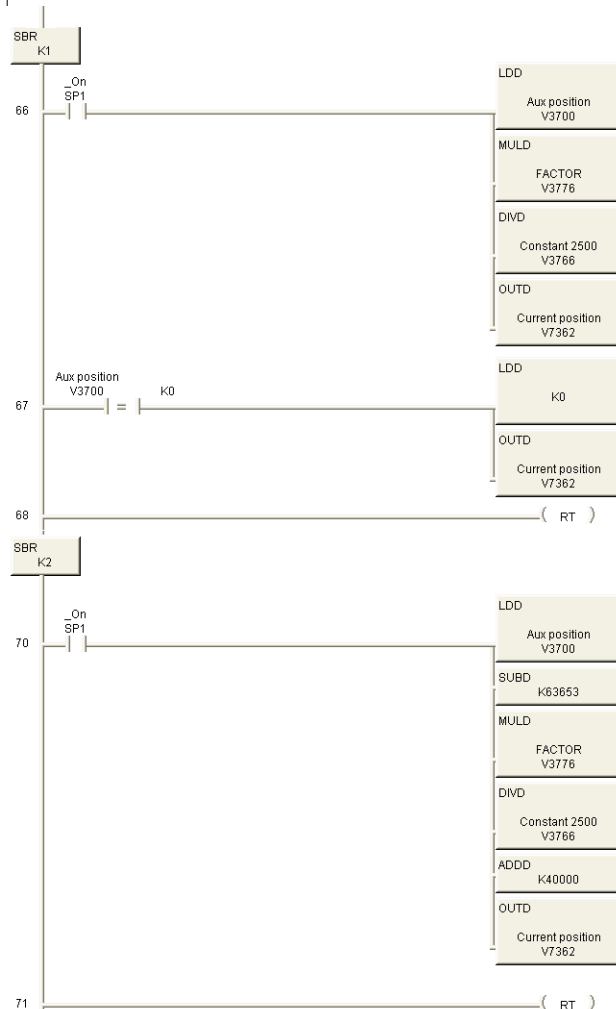 SBR
K1
_On
SP1
66
LDD
Aux position
V3700
MULD
FACTOR
V3776
DIVD
Constant 2500
V3766
OUTD
Current position
V7362
Aux position
V3700
=
K0
67
LDD
K0
OUTD
Current position
V7362
68
( RT )
SBR
K2
_On
SP1
70
LDD
Aux position
V3700
SUBD
K63653
MULD
FACTOR
V3776
DIVD
Constant 2500
V3766
ADDD
K40000
OUTD
Current position
V7362
71
( RT )